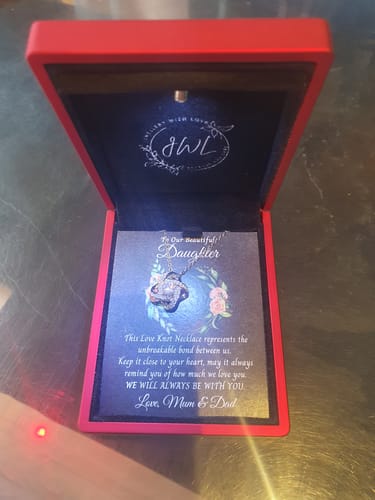 WITH LOVE
JWL
To Our Beautiful
Daughter
This Love Knot Necklace represents the
unbreakable bond between us.
Keep it close to your heart, may it always
remind you of how much we love you.
WE WILL ALWAYS BE WITH YOU.
Love, Mum & Dad